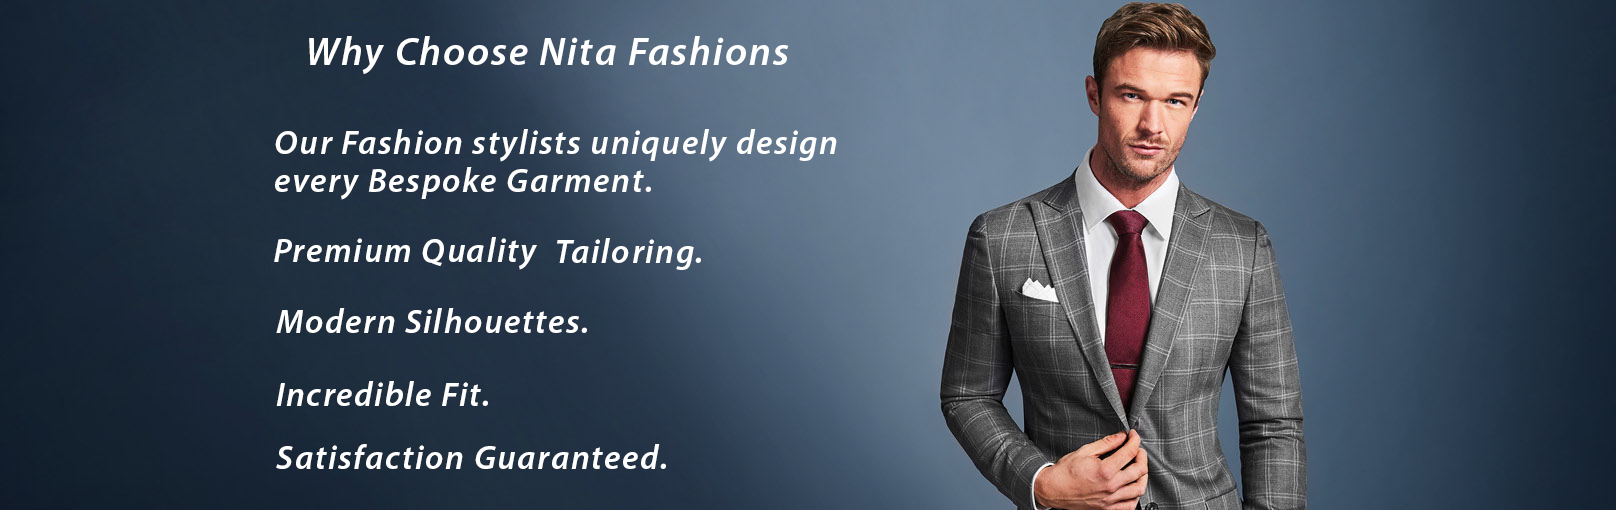 Why Choose Nita Fashions
Our Fashion stylists uniquely design
every Bespoke Garment.
Premium Quality Tailoring.
Modern Silhouettes.
Incredible Fit.
Satisfaction Guaranteed.